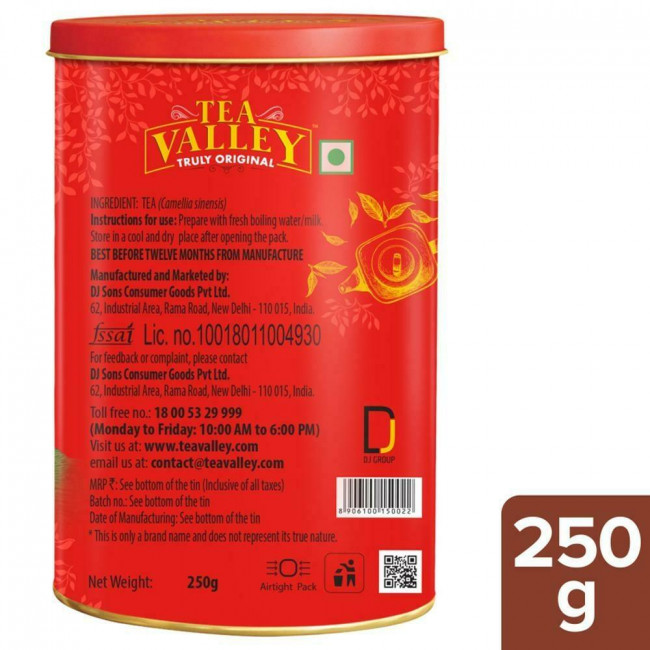 TEA
VALLEY™
TRULY ORIGINAL
INGREDIENT: TEA (Camellia sinensis)
Instructions for use: Prepare with fresh boiling water/milk.
Store in a cool and dry place after opening the pack.
BEST BEFORE TWELVE MONTHS FROM MANUFACTURE
Manufactured and Marketed by:
DJ Sons Consumer Goods Pvt Ltd.
62, Industrial Area, Rama Road, New Delhi - 110 015, India.
fssai Lic. no.10018011004930
For feedback or complaint, please contact
DJ Sons Consumer Goods Pvt Ltd.
62, Industrial Area, Rama Road, New Delhi - 110 015, India.
Toll free no.: 18 00 53 29 999
(Monday to Friday: 10:00 AM to 6:00 PM)
Visit us at: www.teavalley.com
email us at: contact@teavalley.com
DJ
DJ GROUP
MRP ₹: See bottom of the tin (Inclusive of all taxes)
Batch no.: See bottom of the tin
Date of Manufacturing: See bottom of the tin
* This is only a brand name and does not represent its true nature.
8 906100 150022
Net Weight: 250g
Airtight Pack
250
g